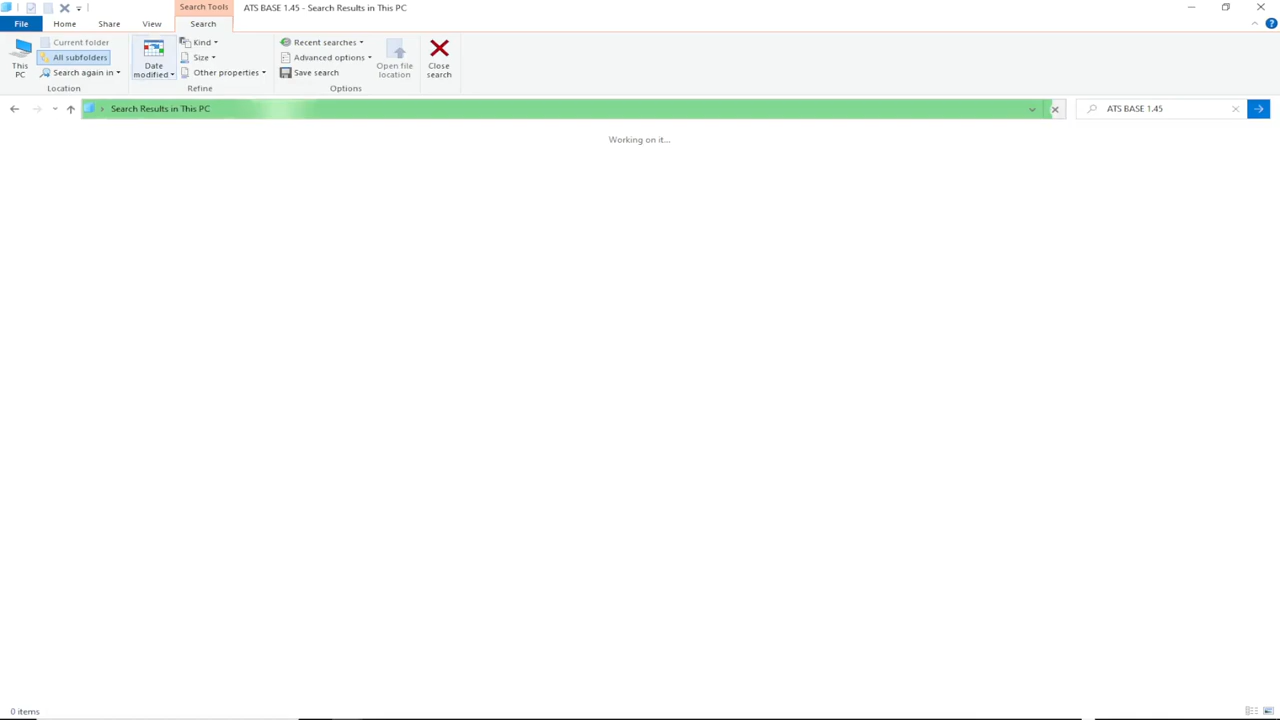 Search Tools
ATS BASE 1.45 - Search Results in This PC
File
Home
Share
View
Search
This PC
Current folder
All subfolders
Search again in
Location
Date modified
Kind
Size
Other properties
Refine
Recent searches
Advanced options
Save search
Options
Open file location
Close search
Search Results in This PC
ATS BASE 1.45
Working on it...
0 items